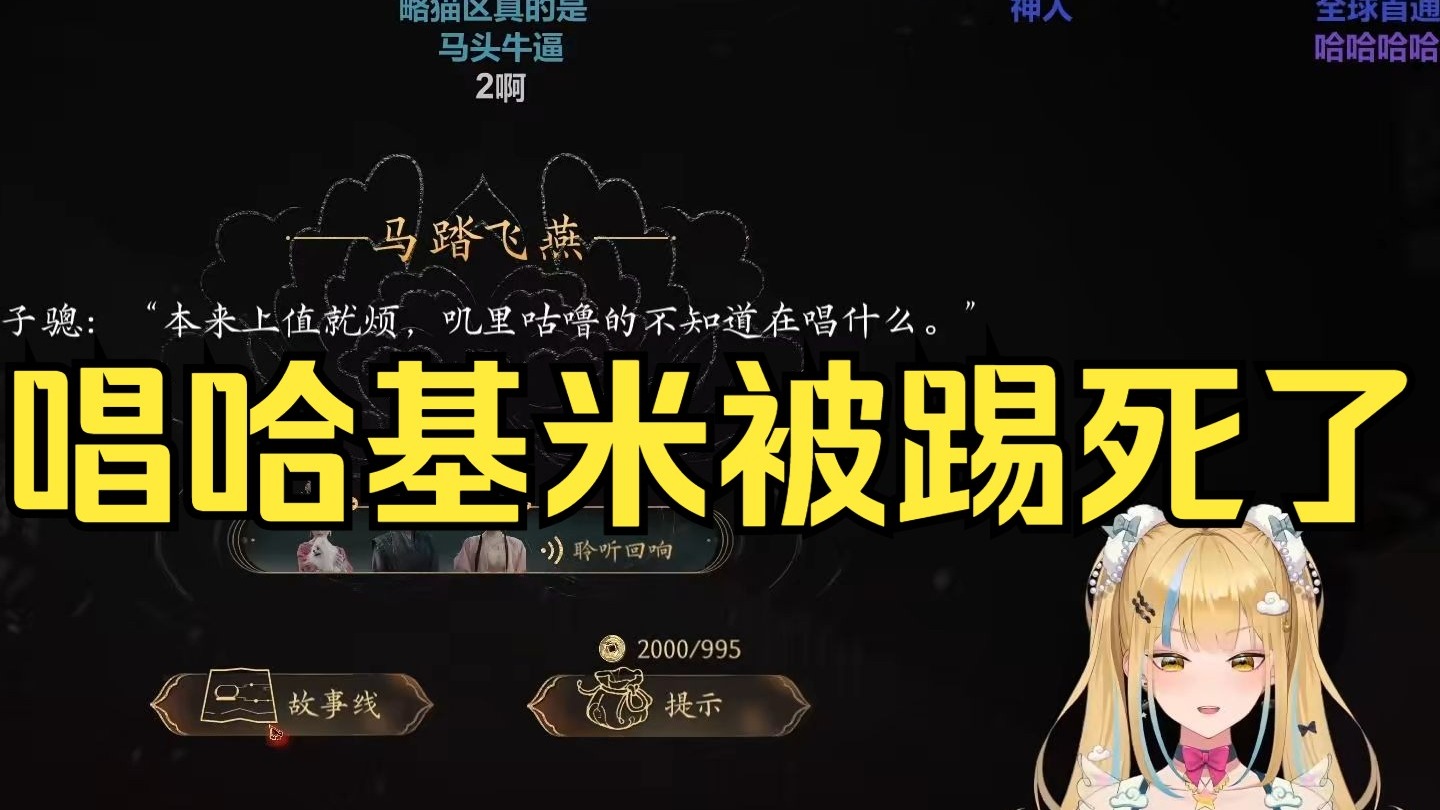 略猫区真的是
神人
全球首通
马头牛逼
哈哈哈哈
2啊
马踏飞燕
子骢：“本来上值就烦，叽里咕噜的不知道在唱什么。”
唱哈基米被踢死了
聆听回响
2000/995
故事线
提示